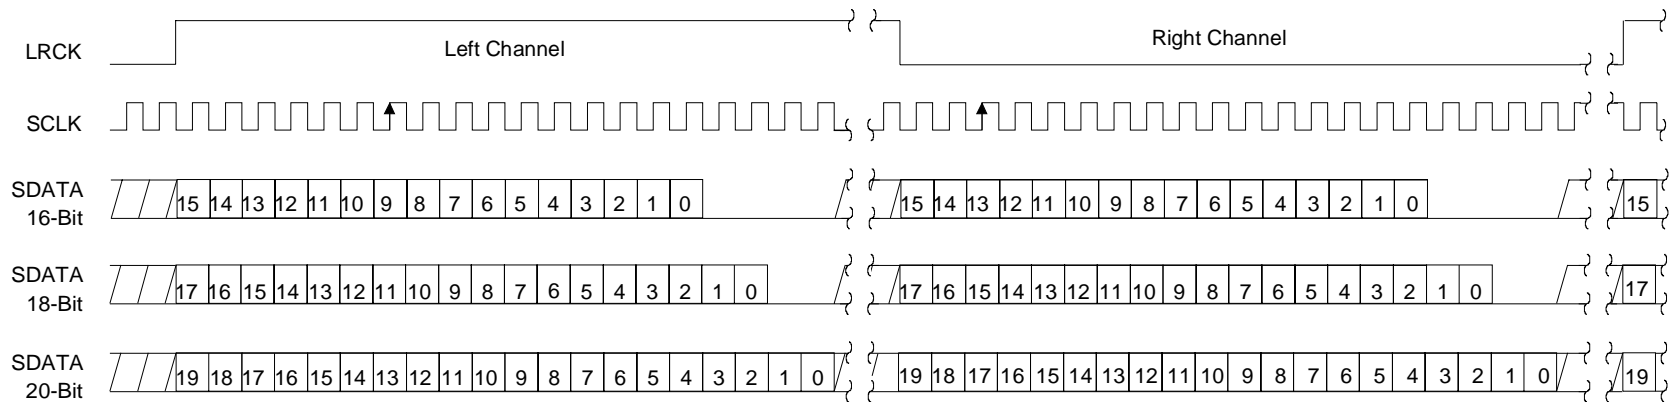 LRCK
Left Channel
Right Channel
SCLK
SDATA
16-Bit
15 14 13 12 11 10 9 8 7 6 5 4 3 2 1 0
15 14 13 12 11 10 9 8 7 6 5 4 3 2 1 0
15
SDATA
18-Bit
17 16 15 14 13 12 11 10 9 8 7 6 5 4 3 2 1 0
17 16 15 14 13 12 11 10 9 8 7 6 5 4 3 2 1 0
17
SDATA
20-Bit
19 18 17 16 15 14 13 12 11 10 9 8 7 6 5 4 3 2 1 0
19 18 17 16 15 14 13 12 11 10 9 8 7 6 5 4 3 2 1 0
19